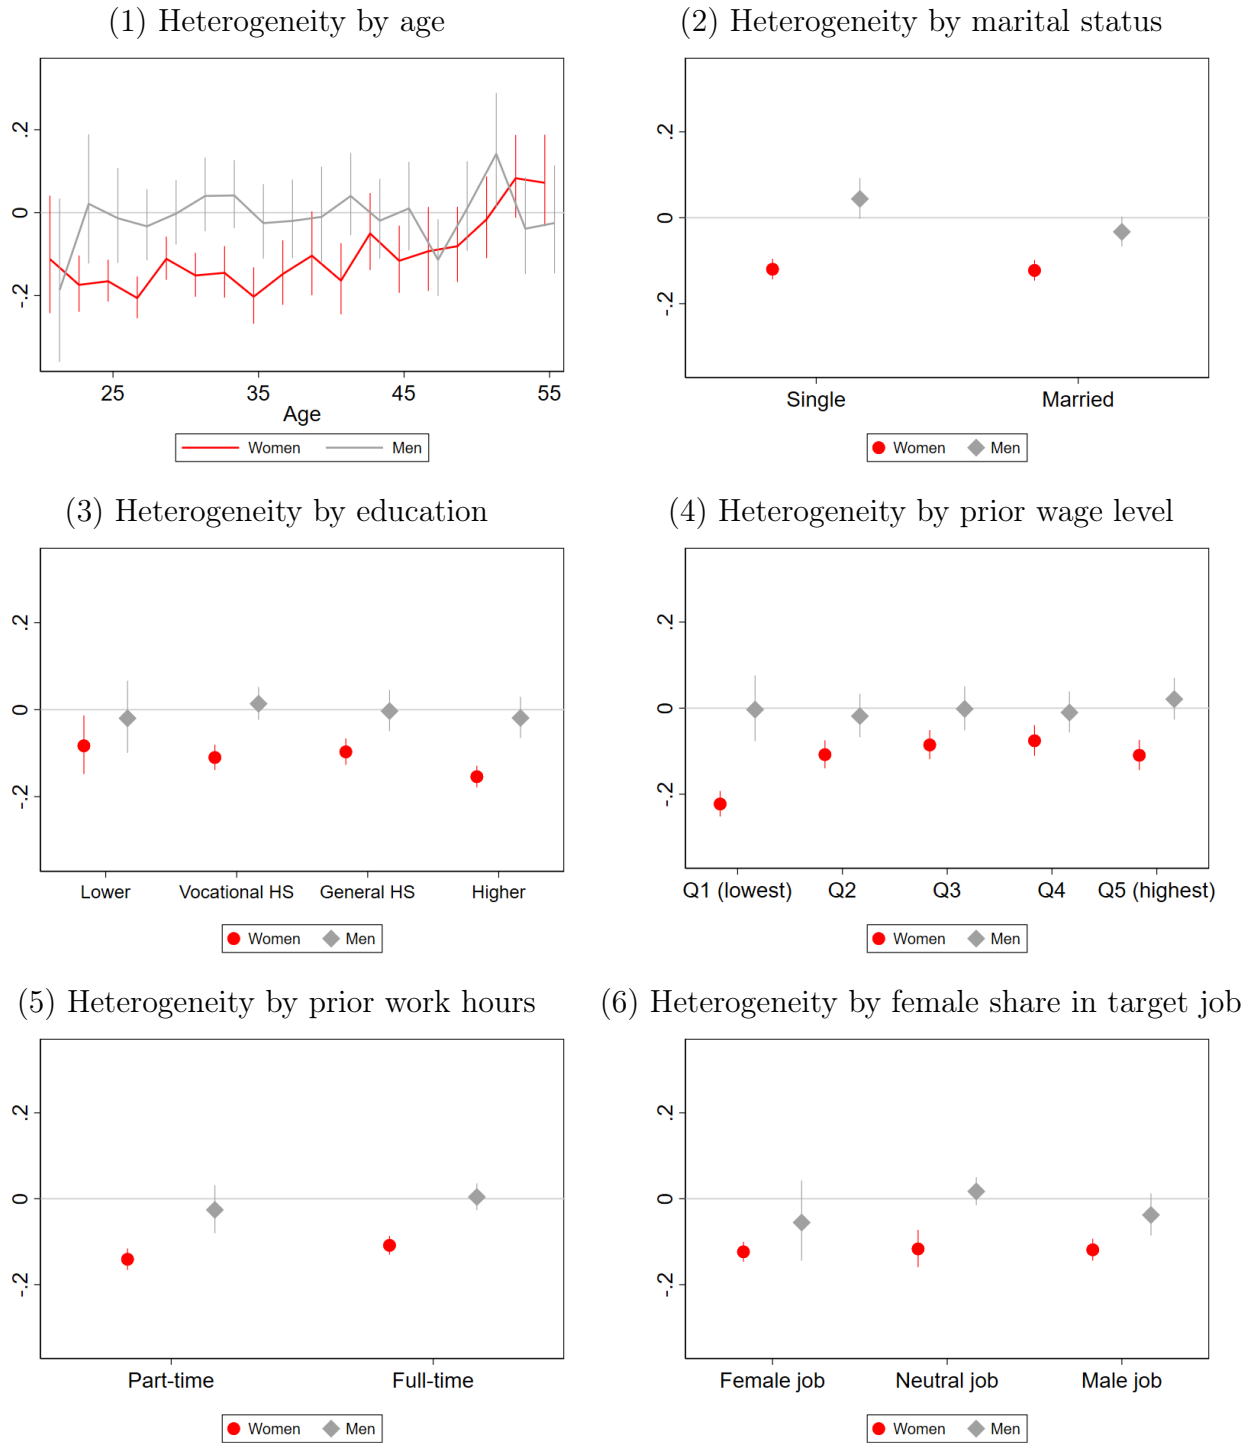 (1) Heterogeneity by age
.2
0
-.2
25 35 45 55
Age
Women Men
(2) Heterogeneity by marital status
.2
0
-.2
Single Married
Women Men
(3) Heterogeneity by education
.2
0
-.2
Lower Vocational HS General HS Higher
Women Men
(4) Heterogeneity by prior wage level
.2
0
-.2
Q1 (lowest) Q2 Q3 Q4 Q5 (highest)
Women Men
(5) Heterogeneity by prior work hours
.2
0
-.2
Part-time Full-time
Women Men
(6) Heterogeneity by female share in target job
.2
0
-.2
Female job Neutral job Male job
Women Men